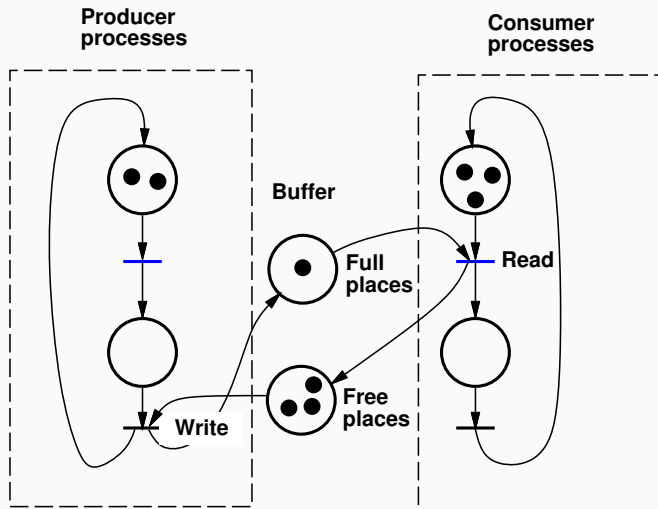 Producer
processes
Consumer
processes
Buffer
Full
places
Read
Free
places
Write